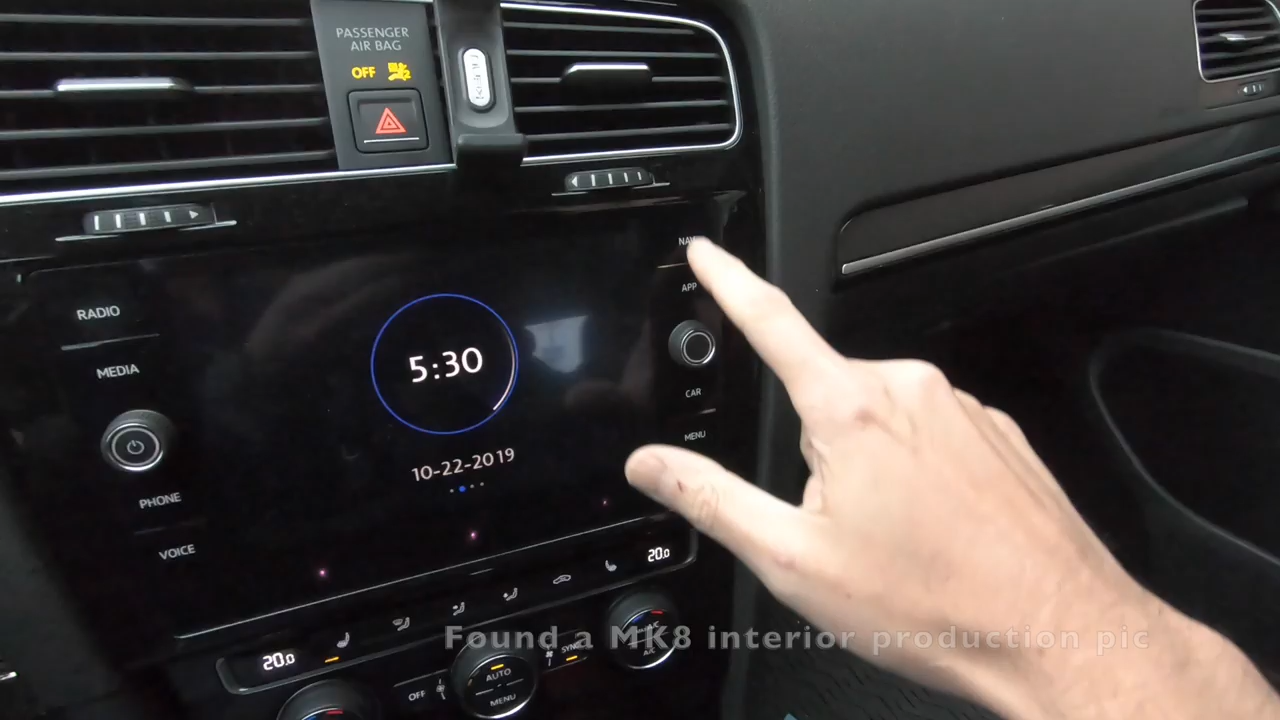 PASSENGER
AIR BAG
OFF
RADIO
MEDIA
PHONE
VOICE
5:30
10-22-2019
APP
CAR
MENU
20.0
20.0
OFF
AUTO
MENU
SYNC
A/C
Found a MK8 interior production pic